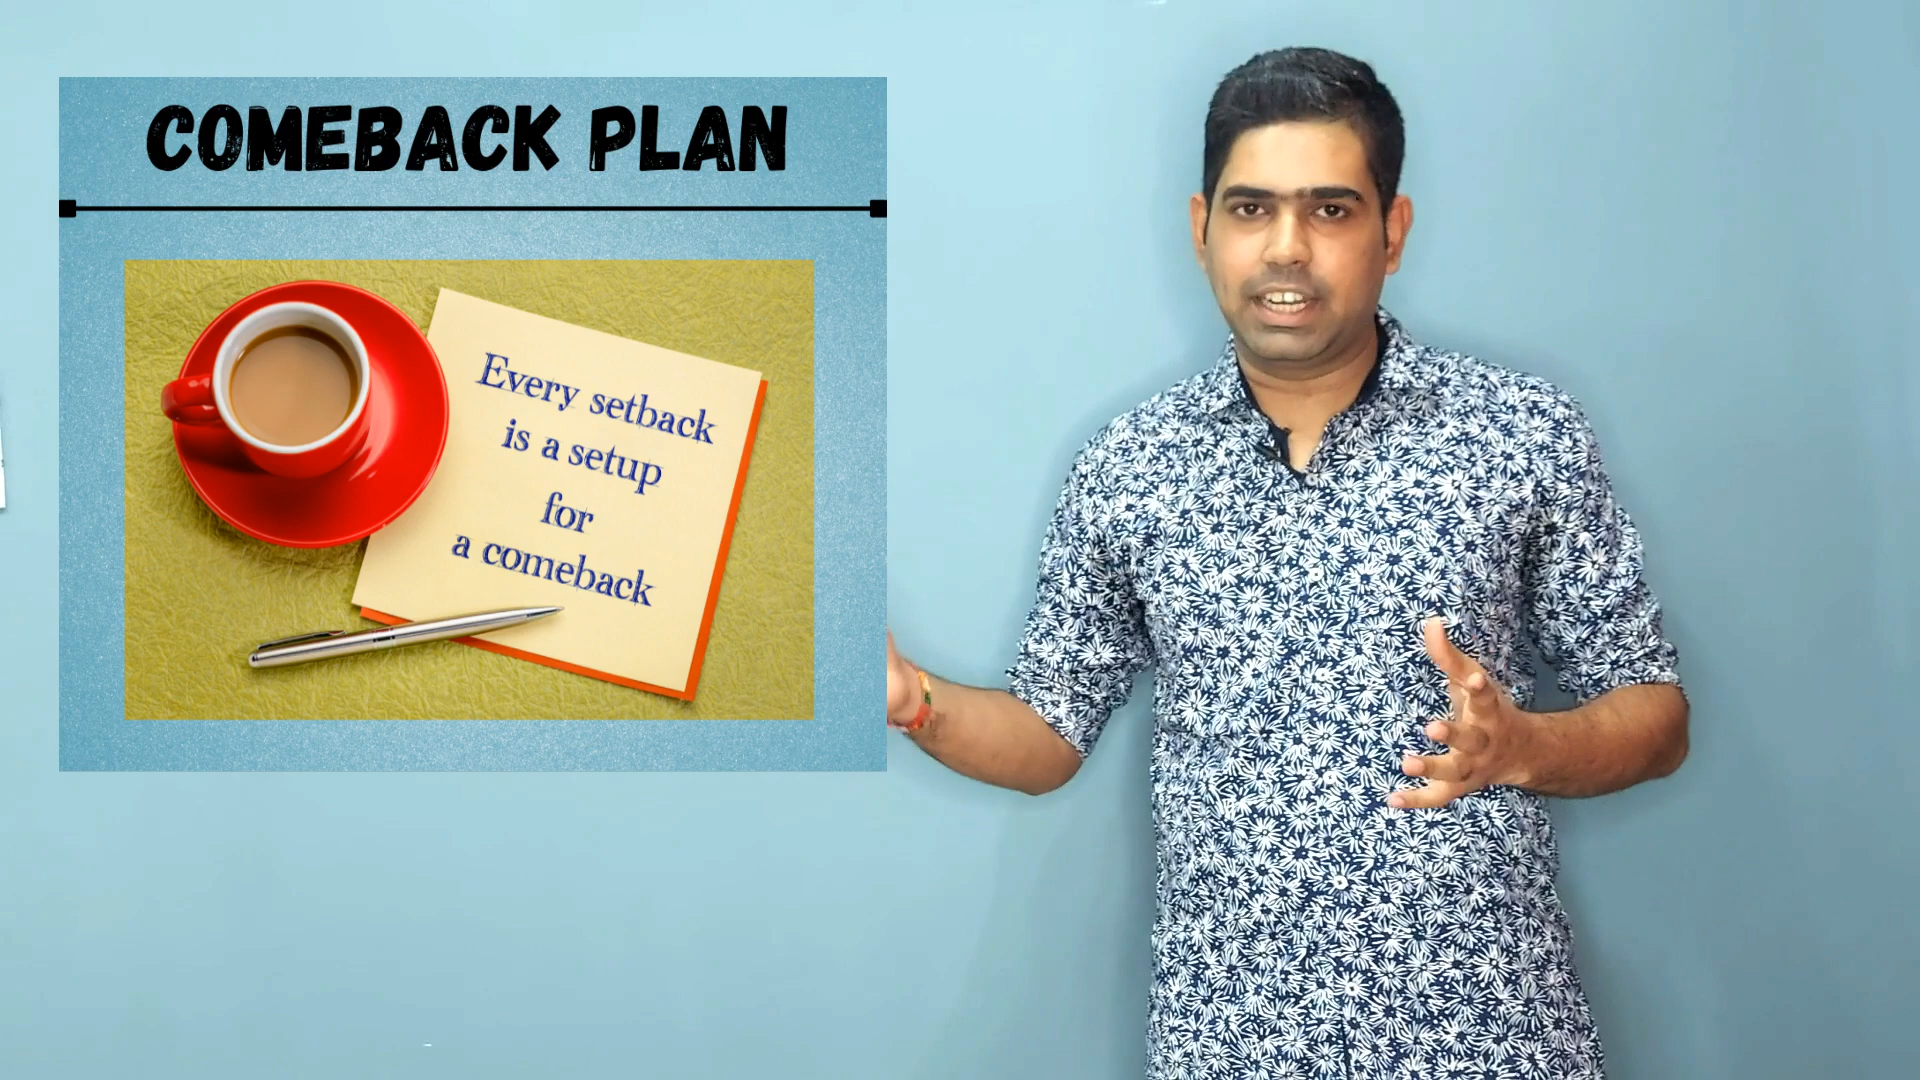 COMEBACK PLAN
Every setback
is a setup
for
a comeback